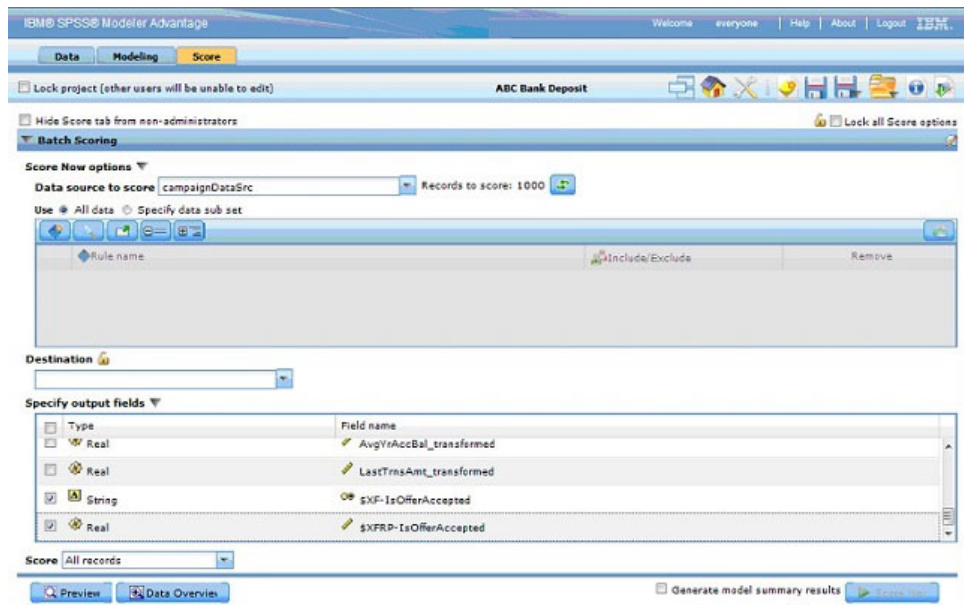 IBM® SPSS® Modeler Advantage
Welcome everyone | Help | About | Logout IBM.
Data Modeling Score
Lock project (other users will be unable to edit) ABC Bank Deposit
Hide Score tab from non-administrators Lock all Score options
Batch Scoring
Score Now options
Data source to score campaignDataSrc Records to score: 1000
Use All data Specify data sub set
Rule name Include/Exclude Remove
Destination
Specify output fields
Type Field name
Real AvgYrAccBal_transformed
Real LastTrnsAmt_transformed
String $XF-IsOfferAccepted
Real $XFRP-IsOfferAccepted
Score All records
Preview Data Overview Generate model summary results Score Now